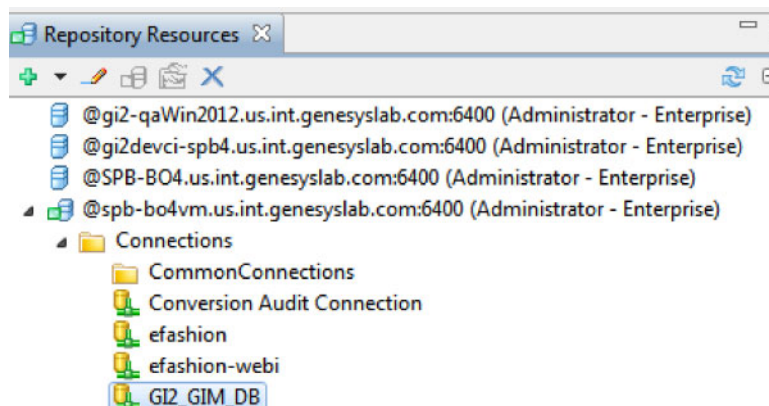 Repository Resources
@gi2-qaWin2012.us.int.genesyslab.com:6400 (Administrator - Enterprise)
@gi2devci-spb4.us.int.genesyslab.com:6400 (Administrator - Enterprise)
@SPB-BO4.us.int.genesyslab.com:6400 (Administrator - Enterprise)
@spb-bo4vm.us.int.genesyslab.com:6400 (Administrator - Enterprise)
Connections
CommonConnections
Conversion Audit Connection
efashion
efashion-webi
GI2_GIM_DB